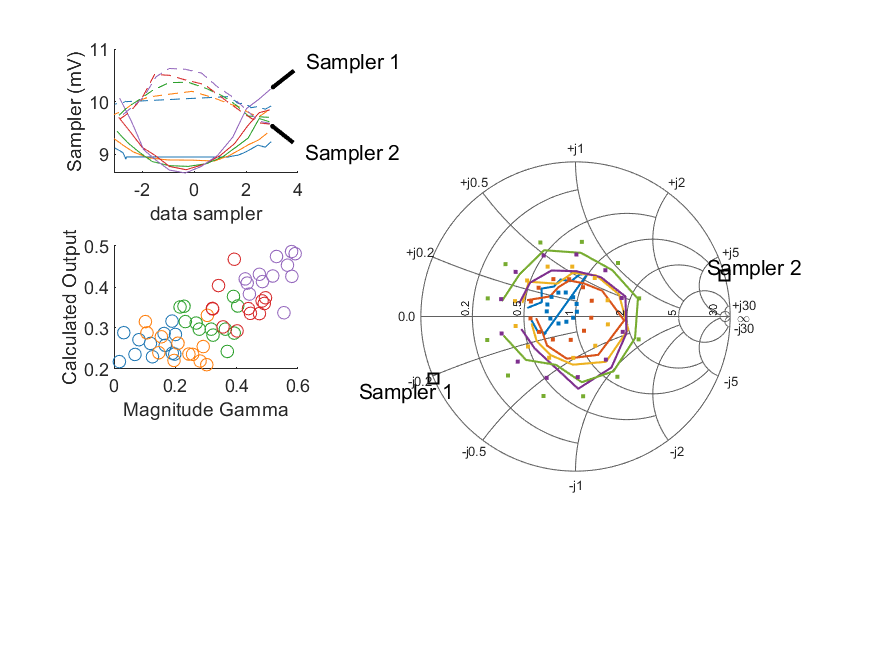 11
10
9
Sampler (mV)
-2
0
2
4
data sampler
Sampler 1
Sampler 2
0.5
0.4
0.3
0.2
Calculated Output
0
0.2
0.4
0.6
Magnitude Gamma
+j1
+j0.5
+j2
+j0.2
+j5
Sampler 2
0.0
0.2
0.5
1
2
5
30
+j30
∞
-j30
-j0.2
Sampler 1
-j5
-j0.5
-j2
-j1